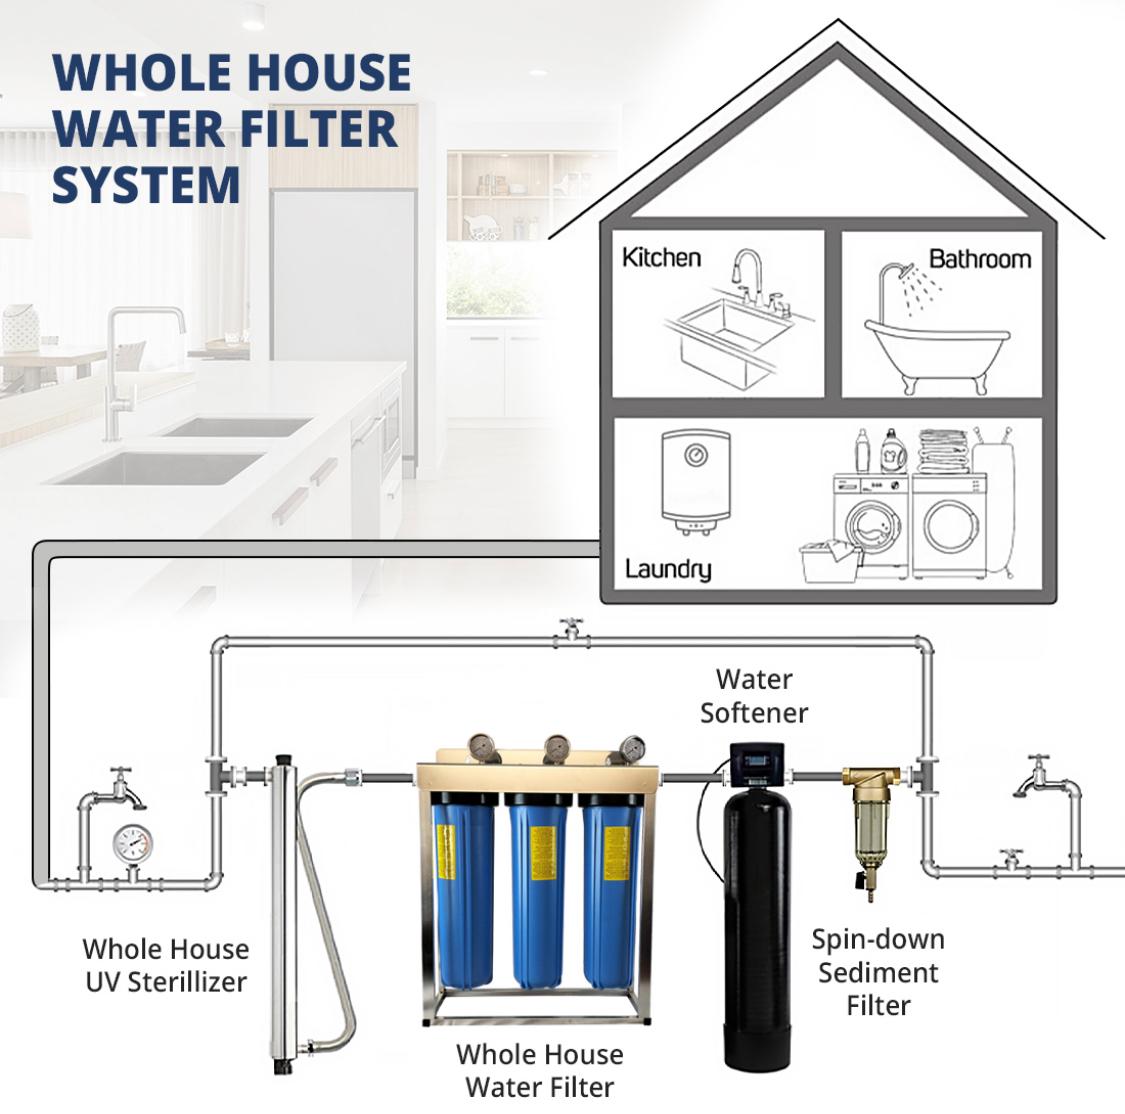 WHOLE HOUSE
WATER FILTER
SYSTEM
Kitchen
Bathroom
Laundry
Water
Softener
Whole House
UV Sterillizer
Spin-down
Sediment
Filter
Whole House
Water Filter